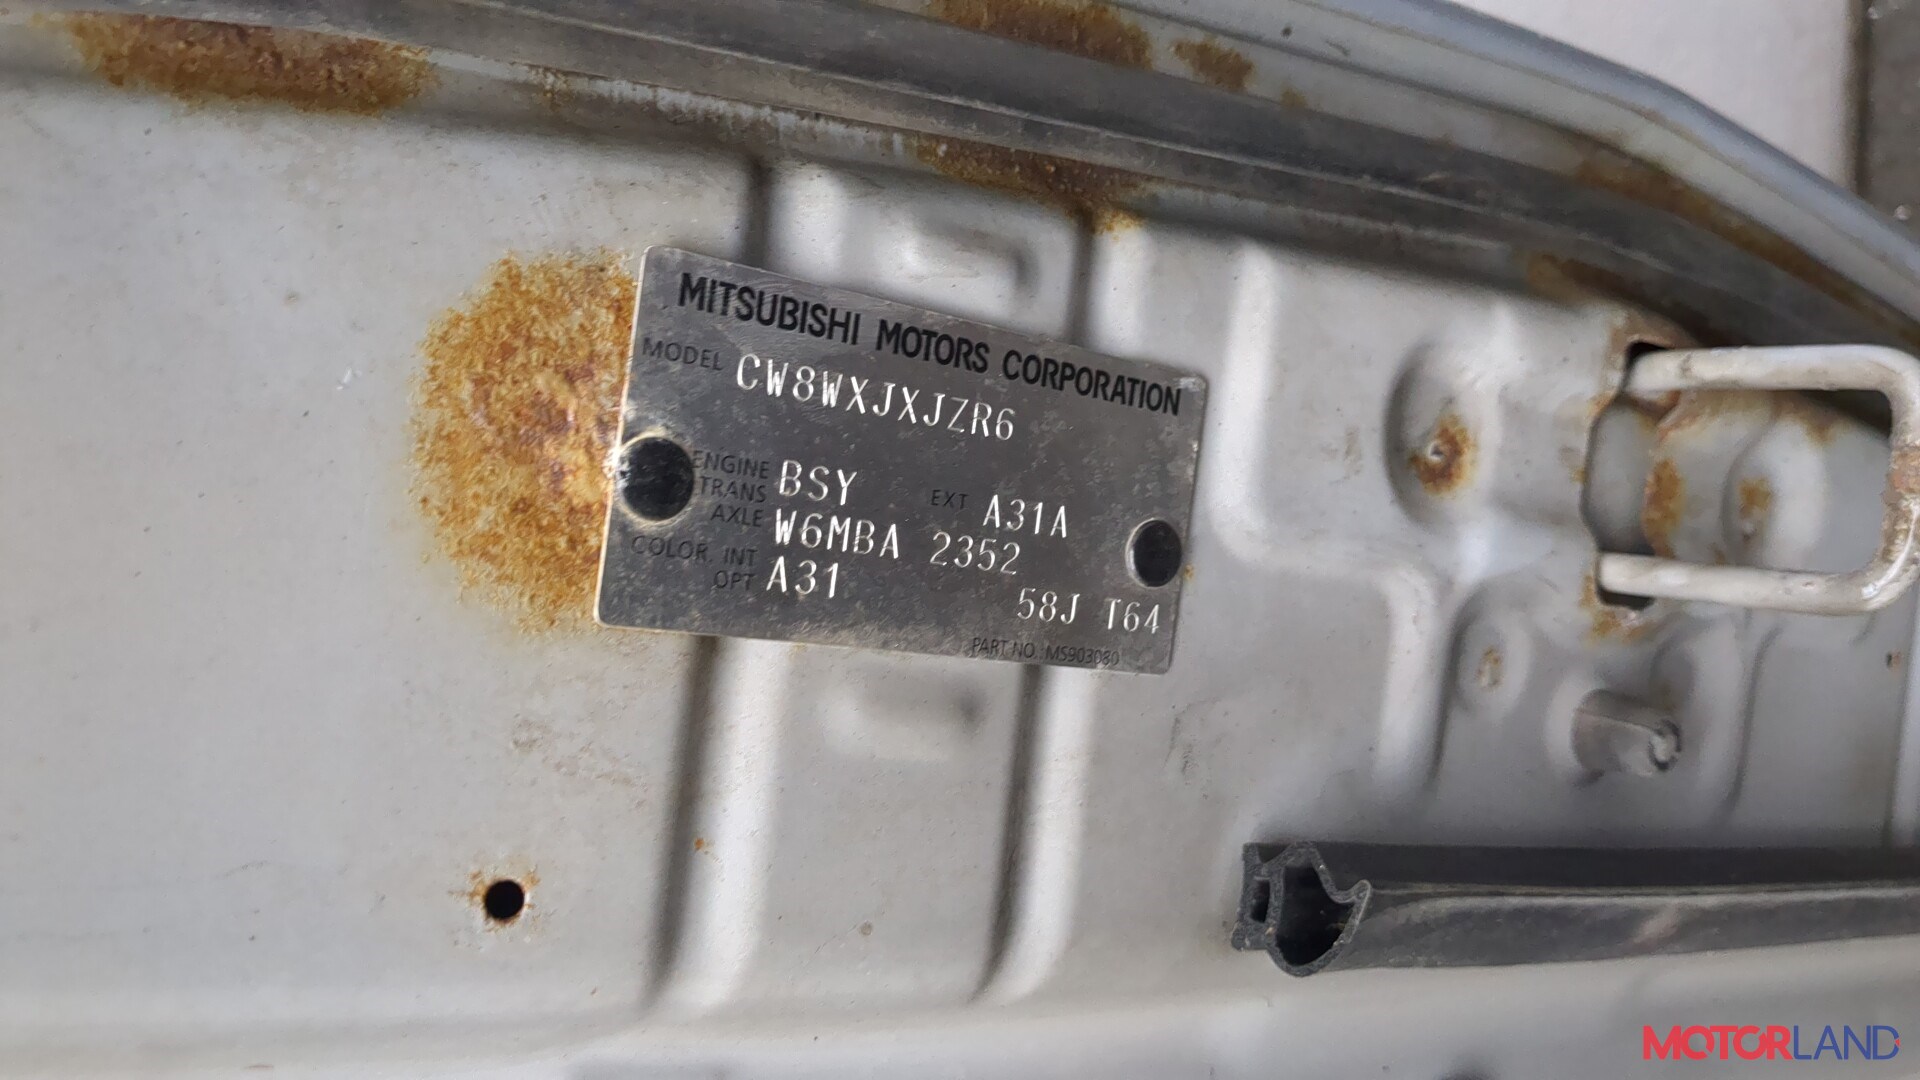 MITSUBISHI MOTORS CORPORATION
MODEL CW8WXJXJZR6
ENGINE BSY EXT A31A
TRANS AXLE W6MBA 2352
COLOR. INT OPT A31
58J T64
PART NO. MS903080
MOTORLAND